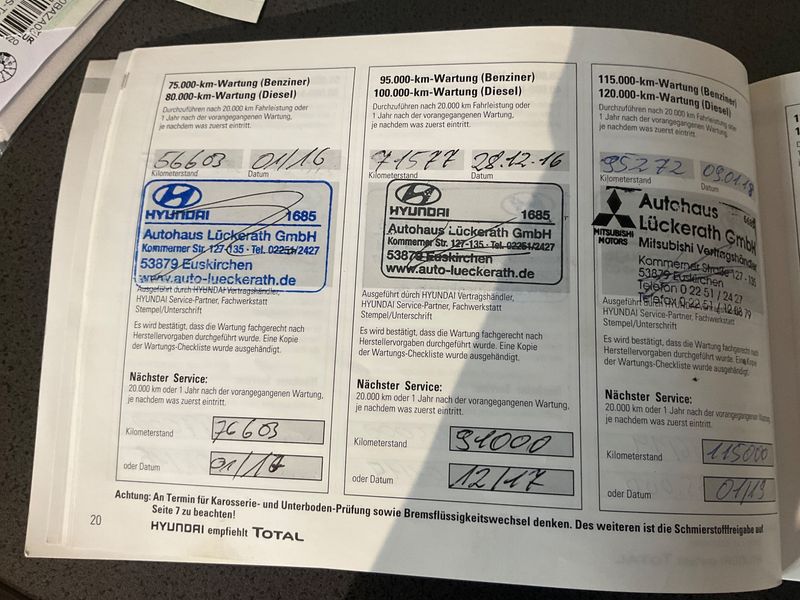 75.000-km-Wartung (Benziner)
80.000-km-Wartung (Diesel)
Durchzuführen nach 20.000 km Fahrleistung oder
1 Jahr nach der vorangegangenen Wartung,
je nachdem was zuerst eintritt.
56603 01/16
Kilometerstand Datum
HYUNDAI 1685
Autohaus Lückerath GmbH
Kommerner Str. 127-135 · Tel. 02251/2427
53879 Euskirchen
www.auto-lueckerath.de
Ausgeführt durch HYUNDAI Vertragshändler,
HYUNDAI Service-Partner, Fachwerkstatt
Stempel/Unterschrift
Es wird bestätigt, dass die Wartung fachgerecht nach
Herstellervorgaben durchgeführt wurde. Eine Kopie
der Wartungs-Checkliste wurde ausgehändigt.
Nächster Service:
20.000 km oder 1 Jahr nach der vorangegangenen Wartung,
je nachdem was zuerst eintritt.
Kilometerstand 76603
oder Datum 01/17
95.000-km-Wartung (Benziner)
100.000-km-Wartung (Diesel)
Durchzuführen nach 20.000 km Fahrleistung oder
1 Jahr nach der vorangegangenen Wartung,
je nachdem was zuerst eintritt.
71577 28.12.16
Kilometerstand Datum
HYUNDAI 1685
Autohaus Lückerath GmbH
Kommerner Str. 127-135 · Tel. 02251/2427
53879 Euskirchen
www.auto-lueckerath.de
Ausgeführt durch HYUNDAI Vertragshändler,
HYUNDAI Service-Partner, Fachwerkstatt
Stempel/Unterschrift
Es wird bestätigt, dass die Wartung fachgerecht nach
Herstellervorgaben durchgeführt wurde. Eine Kopie
der Wartungs-Checkliste wurde ausgehändigt.
Nächster Service:
20.000 km oder 1 Jahr nach der vorangegangenen Wartung,
je nachdem was zuerst eintritt.
Kilometerstand 91000
oder Datum 12/17
115.000-km-Wartung (Benziner)
120.000-km-Wartung (Diesel)
Durchzuführen nach 20.000 km Fahrleistung oder
1 Jahr nach der vorangegangenen Wartung,
je nachdem was zuerst eintritt.
95272 09.01.18
Kilometerstand Datum
MITSUBISHI
MOTORS
Autohaus
Lückerath GmbH
Mitsubishi Vertragshändler
Kommerner Straße 127 - 135
53879 Euskirchen
Telefon 0 22 51 / 24 27
Telefax 0 22 51 /
Ausgeführt durch HYUNDAI Vertragshändler,
HYUNDAI Service-Partner, Fachwerkstatt
Stempel/Unterschrift
Es wird bestätigt, dass die Wartung fachgerecht nach
Herstellervorgaben durchgeführt wurde. Eine Kopie
der Wartungs-Checkliste wurde ausgehändigt.
Nächster Service:
20.000 km oder 1 Jahr nach der vorangegangenen Wartung,
je nachdem was zuerst eintritt.
Kilometerstand 115000
oder Datum 01/19
Achtung: An Termin für Karosserie- und Unterboden-Prüfung sowie Bremsflüssigkeitswechsel denken. Des weiteren ist die Schmierstofffreigabe auf
Seite 7 zu beachten!
20
HYUNDAI empfiehlt TOTAL